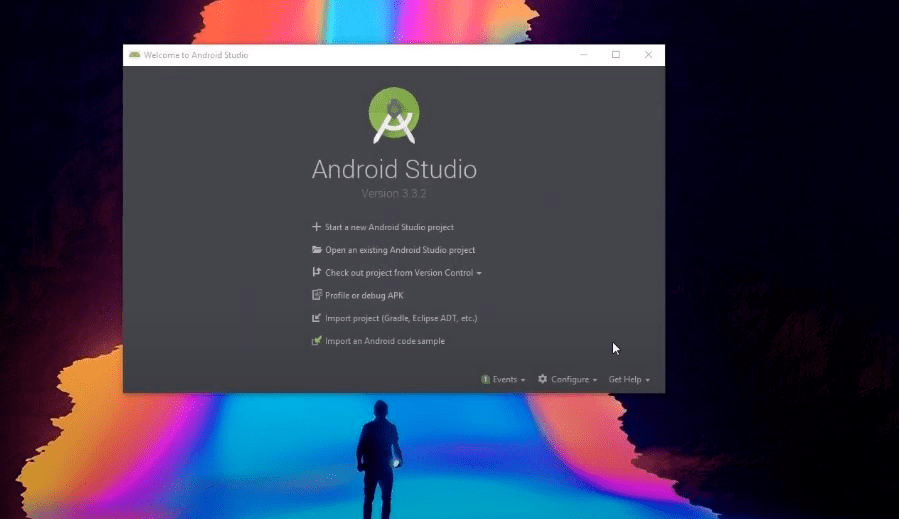 Welcome to Android Studio
Android Studio
Version 3.3.2
Start a new Android Studio project
Open an existing Android Studio project
Check out project from Version Control
Profile or debug APK
Import project (Gradle, Eclipse ADT, etc.)
Import an Android code sample
1 Events Configure Get Help